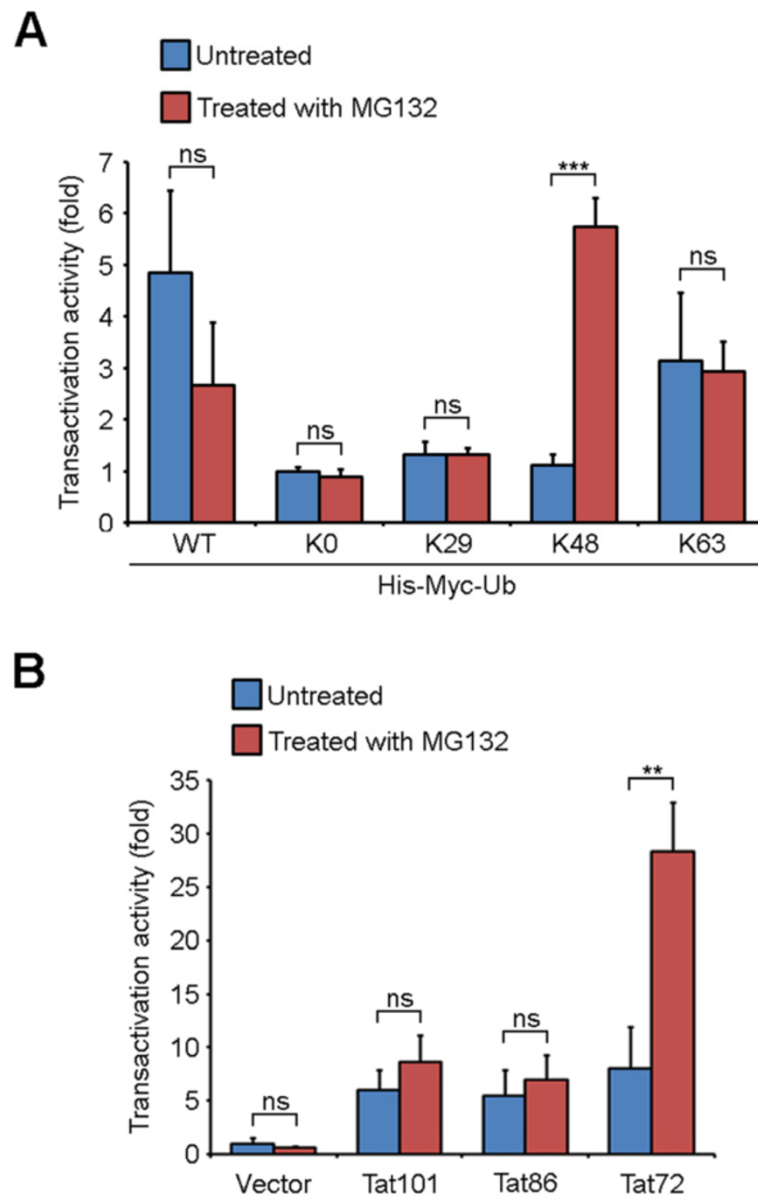 A
Untreated
Treated with MG132
Transactivation activity (fold)
7
6
5
4
3
2
1
0
ns
ns
ns
***
ns
WT K0 K29 K48 K63
His-Myc-Ub
B
Untreated
Treated with MG132
Transactivation activity (fold)
35
30
25
20
15
10
5
0
ns
ns
ns
**
Vector Tat101 Tat86 Tat72